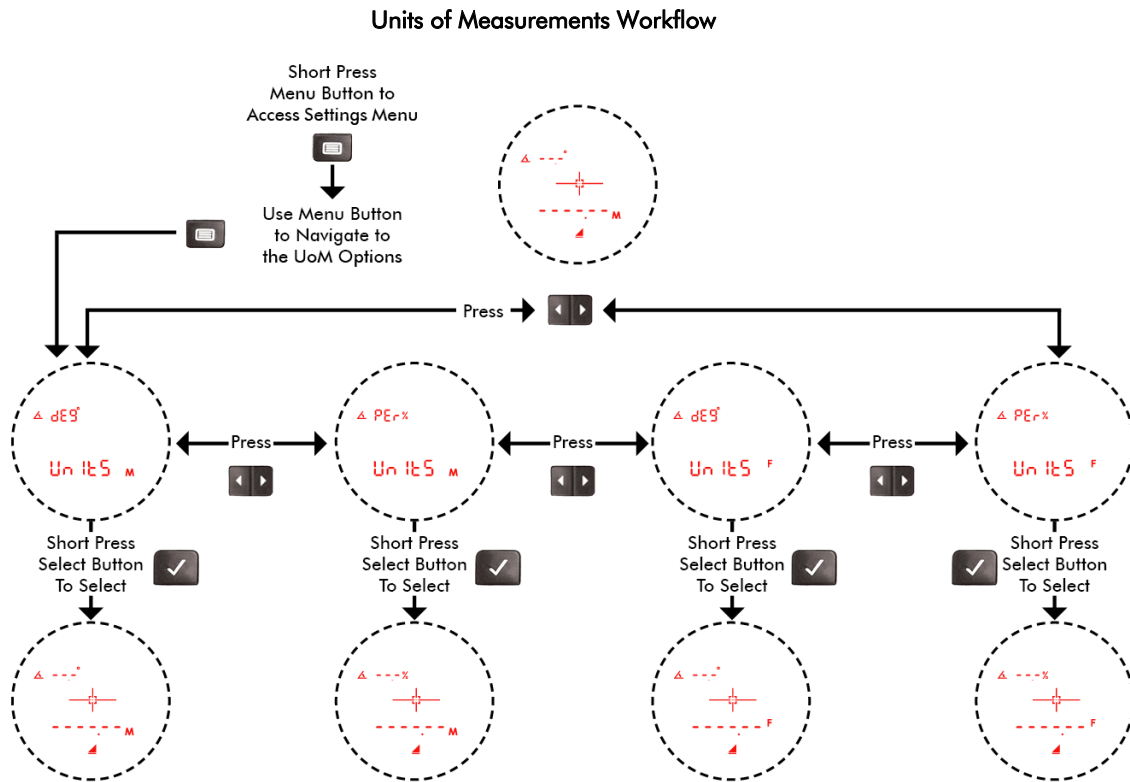 Units of Measurements Workflow
Short Press
Menu Button to
Access Settings Menu
Use Menu Button
to Navigate to
the UoM Options
---.-°
------.- M
Press
dEg°
UnItS M
Press
PEr%
UnItS M
Press
dEg°
UnItS F
Press
PEr%
UnItS F
Short Press
Select Button
To Select
Short Press
Select Button
To Select
Short Press
Select Button
To Select
Short Press
Select Button
To Select
---.-°
------.- M
---.-%
------.- M
---.-°
------.- F
---.-%
------.- F